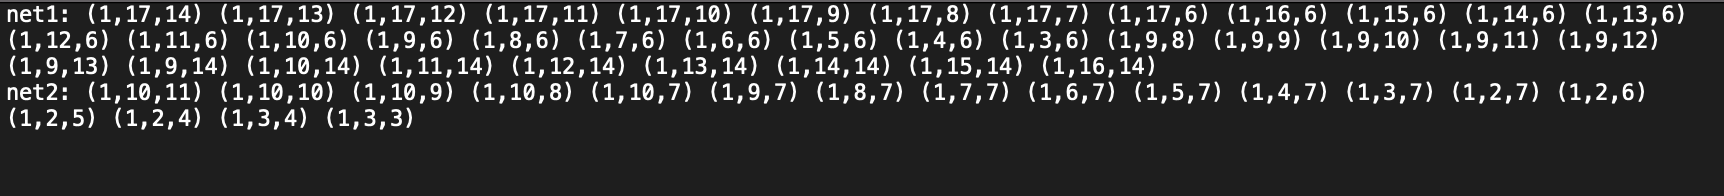 net1: (1,17,14) (1,17,13) (1,17,12) (1,17,11) (1,17,10) (1,17,9) (1,17,8) (1,17,7) (1,17,6) (1,16,6) (1,15,6) (1,14,6) (1,13,6)
(1,12,6) (1,11,6) (1,10,6) (1,9,6) (1,8,6) (1,7,6) (1,6,6) (1,5,6) (1,4,6) (1,3,6) (1,9,8) (1,9,9) (1,9,10) (1,9,11) (1,9,12)
(1,9,13) (1,9,14) (1,10,14) (1,11,14) (1,12,14) (1,13,14) (1,14,14) (1,15,14) (1,16,14)
net2: (1,10,11) (1,10,10) (1,10,9) (1,10,8) (1,10,7) (1,9,7) (1,8,7) (1,7,7) (1,6,7) (1,5,7) (1,4,7) (1,3,7) (1,2,7) (1,2,6)
(1,2,5) (1,2,4) (1,3,4) (1,3,3)